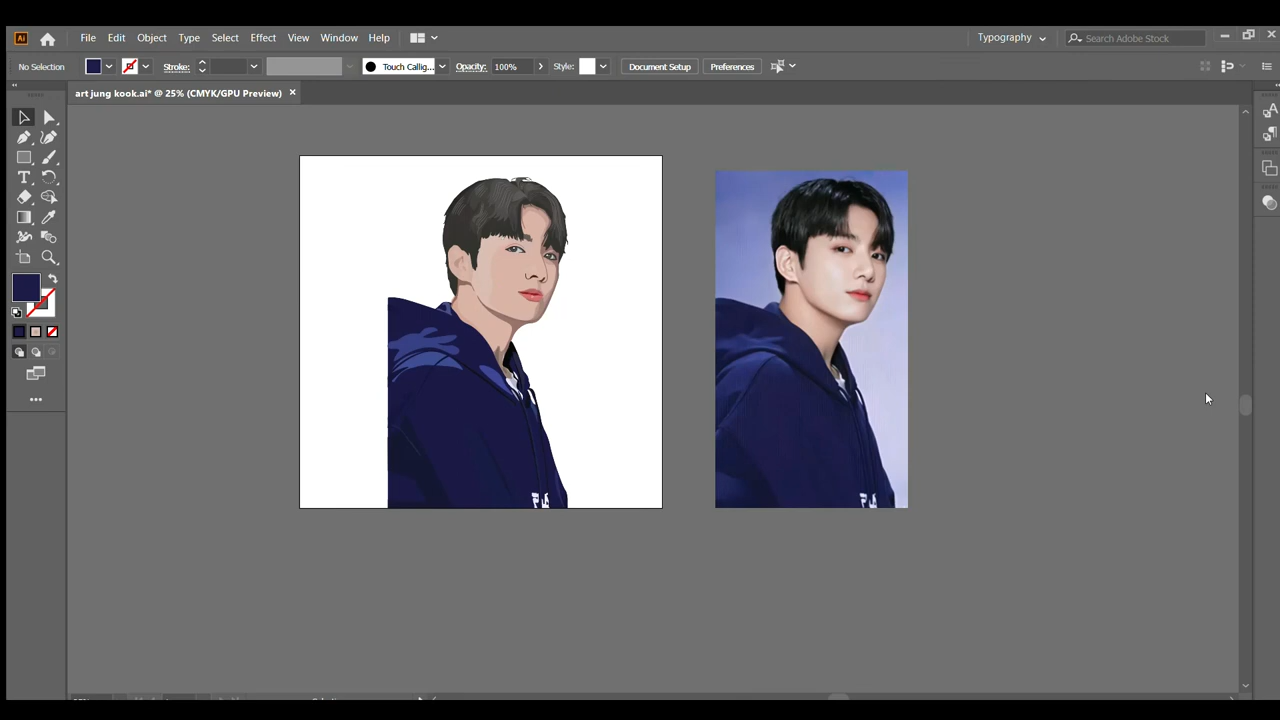 Ai File Edit Object Type Select Effect View Window Help Typography Search Adobe Stock
No Selection Stroke: Touch Callig... Opacity: 100% Style: Document Setup Preferences
art jung kook.ai* @ 25% (CMYK/GPU Preview)